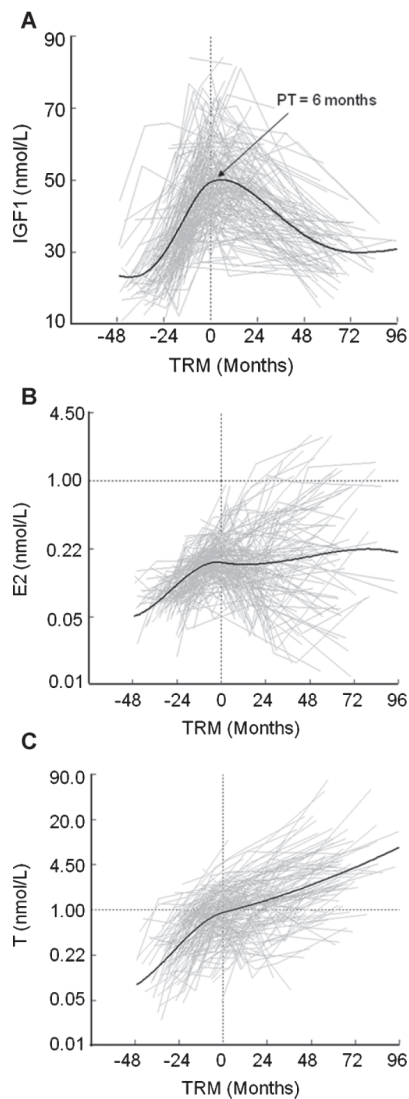 A
90
70
50
30
10
IGF1 (nmol/L)
PT = 6 months
-48 -24 0 24 48 72 96
TRM (Months)
B
4.50
1.00
0.22
0.05
0.01
E2 (nmol/L)
-48 -24 0 24 48 72 96
TRM (Months)
C
90.0
20.0
4.50
1.00
0.22
0.05
0.01
T (nmol/L)
-48 -24 0 24 48 72 96
TRM (Months)